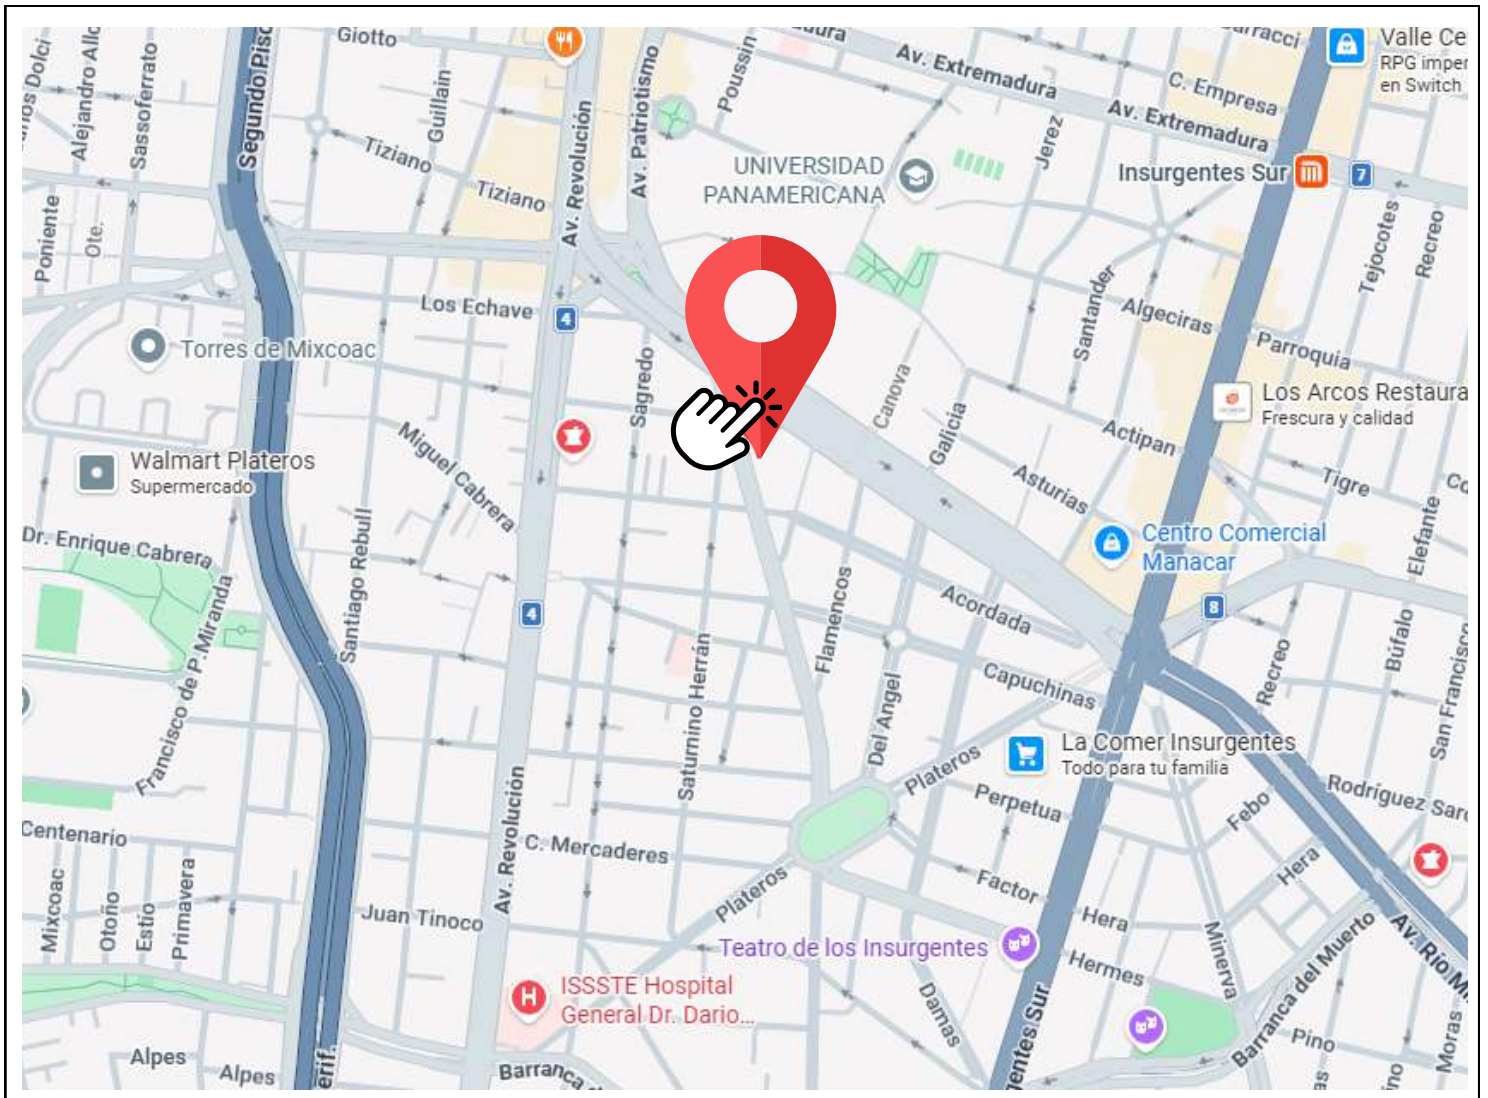 Giotto
Segundo Piso
Sassoferrato
Guillain
Tiziano
Tiziano
Av. Revolución
Av. Patriotismo
Poussin
Av. Extremadura
C. Empresa
Av. Extremadura
Jerez
Valle Ce
RPG imper
en Switch
UNIVERSIDAD
PANAMERICANA
Insurgentes Sur
7
Poniente
Ote.
Tejocotes
Recreo
Santander
Algeciras
Parroquia
Los Echave
4
Torres de Mixcoac
Sagredo
Canova
Galicia
Los Arcos Restaura
Frescura y calidad
Actipan
Asturias
Tigre
Miguel Cabrera
Walmart Plateros
Supermercado
Santiago Rebull
Centro Comercial
Manacar
Elefante
Dr. Enrique Cabrera
Francisco de P. Miranda
4
Flamencos
Acordada
8
Recreo
Búfalo
San Francisco
Saturnino Herrán
Del Angel
Capuchinas
Plateros
La Comer Insurgentes
Todo para tu familia
Perpetua
Febo
Centenario
Av. Revolución
C. Mercaderes
Plateros
Factor
Hera
Hera
Mixcoac
Otoño
Estío
Primavera
Juan Tinoco
Teatro de los Insurgentes
Hermes
Minerva
Barranca del Muerto
ISSSTE Hospital
General Dr. Dario...
H
Damas
Pino
Moras
Alpes
Alpes